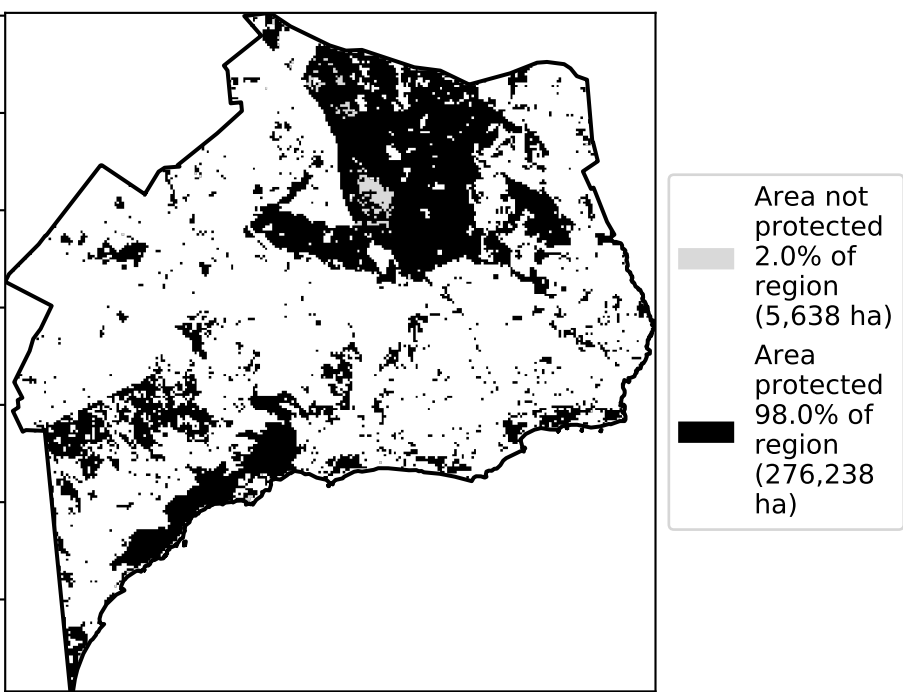 Area not
protected
2.0% of
region
(5,638 ha)
Area
protected
98.0% of
region
(276,238
ha)